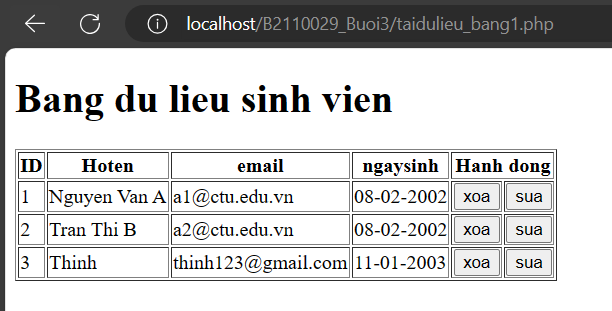 localhost/B2110029_Buoi3/taidulieu_bang1.php
Bang du lieu sinh vien
ID Hoten email ngaysinh Hanh dong
1 Nguyen Van A a1@ctu.edu.vn 08-02-2002 xoa sua
2 Tran Thi B a2@ctu.edu.vn 08-02-2002 xoa sua
3 Thinh thinh123@gmail.com 11-01-2003 xoa sua